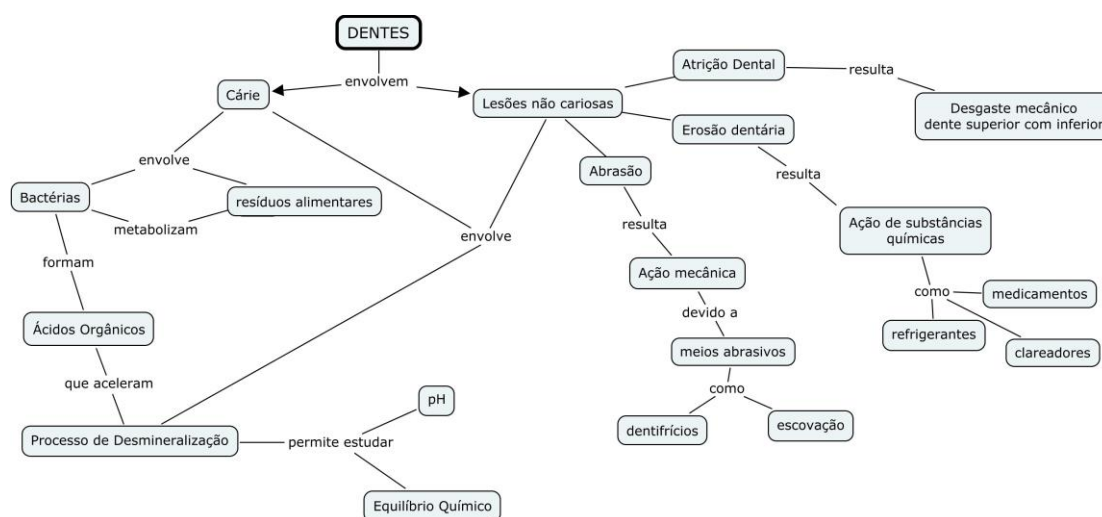 DENTES
envolvem
Cárie
Lesões não cariosas
Atrição Dental
resulta
Desgaste mecânico
dente superior com inferior
Erosão dentária
resulta
Ação de substâncias
químicas
como
medicamentos
refrigerantes
clareadores
Abrasão
resulta
Ação mecânica
devido a
meios abrasivos
como
dentifrícios
escovação
envolve
Bactérias
resíduos alimentares
metabolizam
envolve
formam
Ácidos Orgânicos
que aceleram
Processo de Desmineralização
permite estudar
pH
Equilíbrio Químico